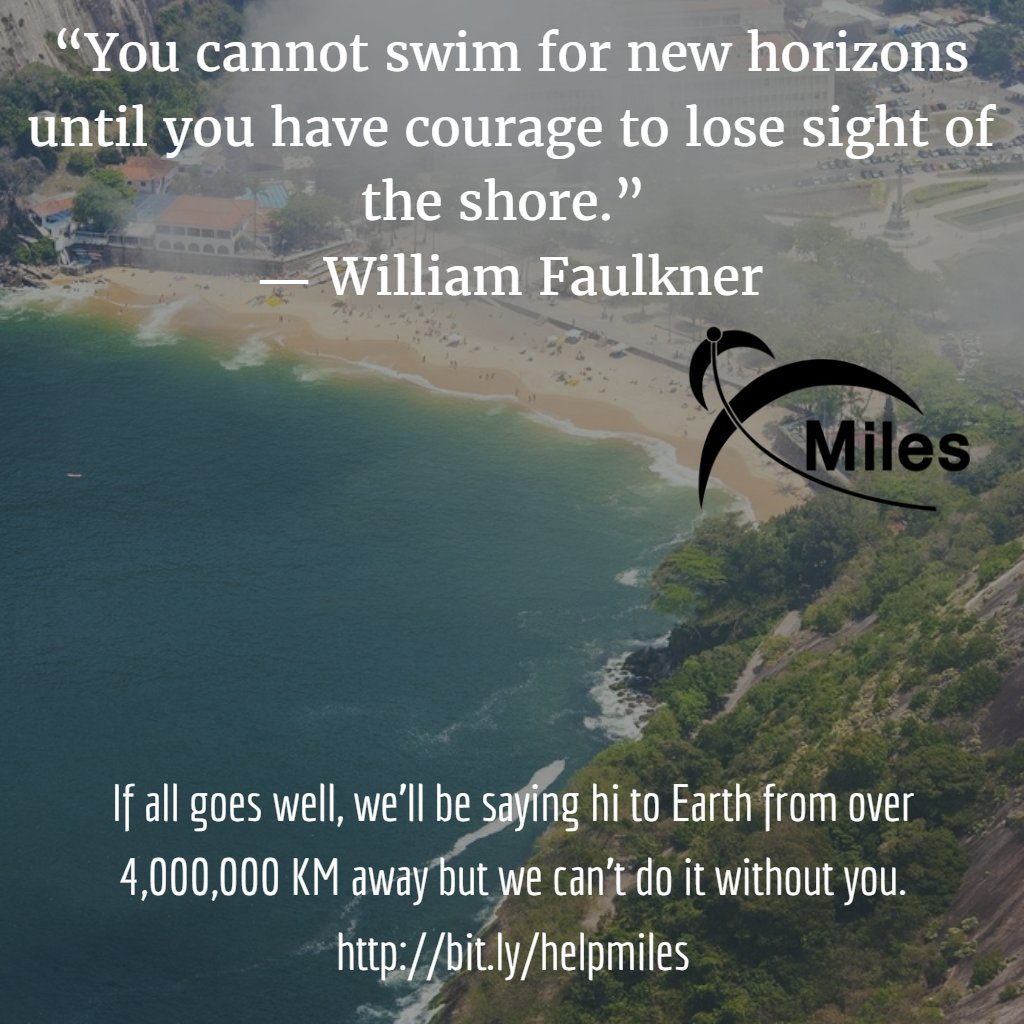 “You cannot swim for new horizons
until you have courage to lose sight of
the shore.”
— William Faulkner
Miles
If all goes well, we’ll be saying hi to Earth from over
4,000,000 KM away but we can’t do it without you.
http://bit.ly/helpmiles